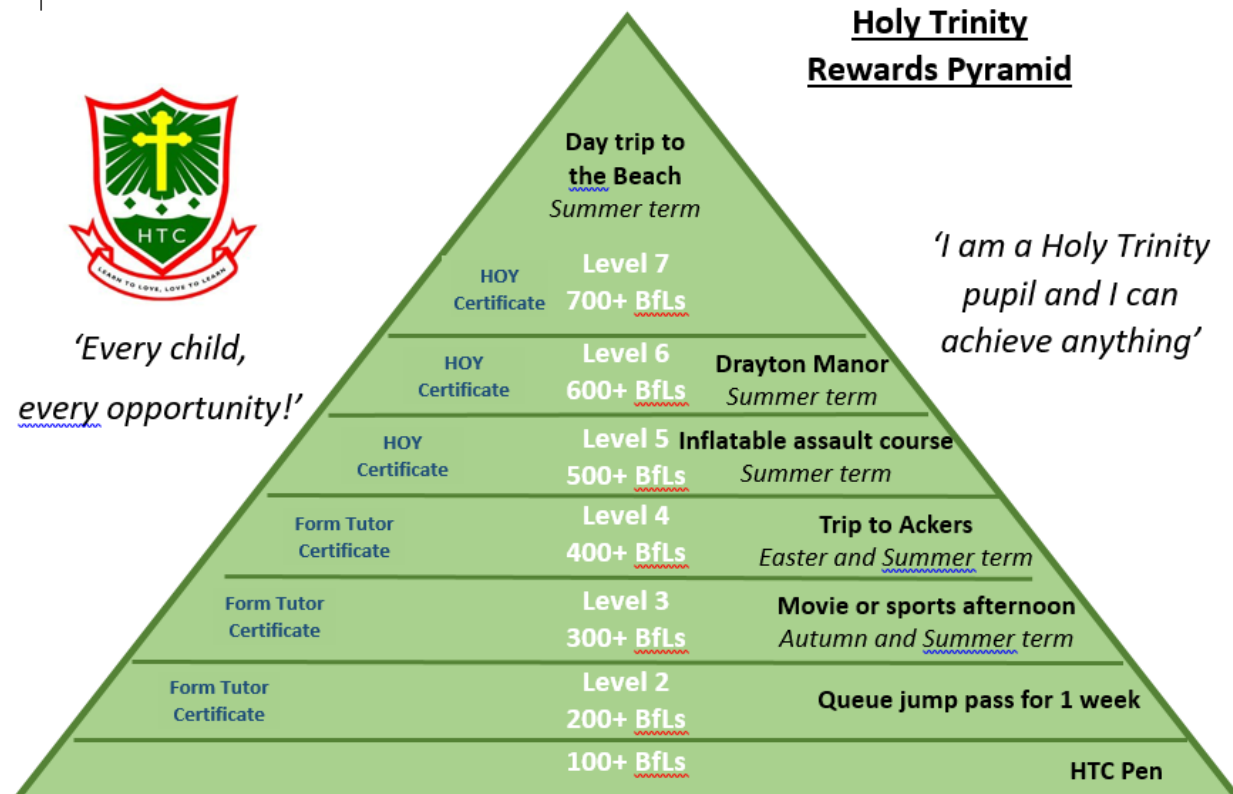 Holy Trinity
Rewards Pyramid
Day trip to
the Beach
Summer term
HTC
LEARN TO LOVE, LOVE TO LEARN
'Every child,
every opportunity!'
'I am a Holy Trinity
pupil and I can
achieve anything'
HOY
Certificate
Level 7
700+ BfLs
HOY
Certificate
Level 6
600+ BfLs
Drayton Manor
Summer term
HOY
Certificate
Level 5
500+ BfLs
Inflatable assault course
Summer term
Form Tutor
Certificate
Level 4
400+ BfLs
Trip to Ackers
Easter and Summer term
Form Tutor
Certificate
Level 3
300+ BfLs
Movie or sports afternoon
Autumn and Summer term
Form Tutor
Certificate
Level 2
200+ BfLs
Queue jump pass for 1 week
100+ BfLs
HTC Pen